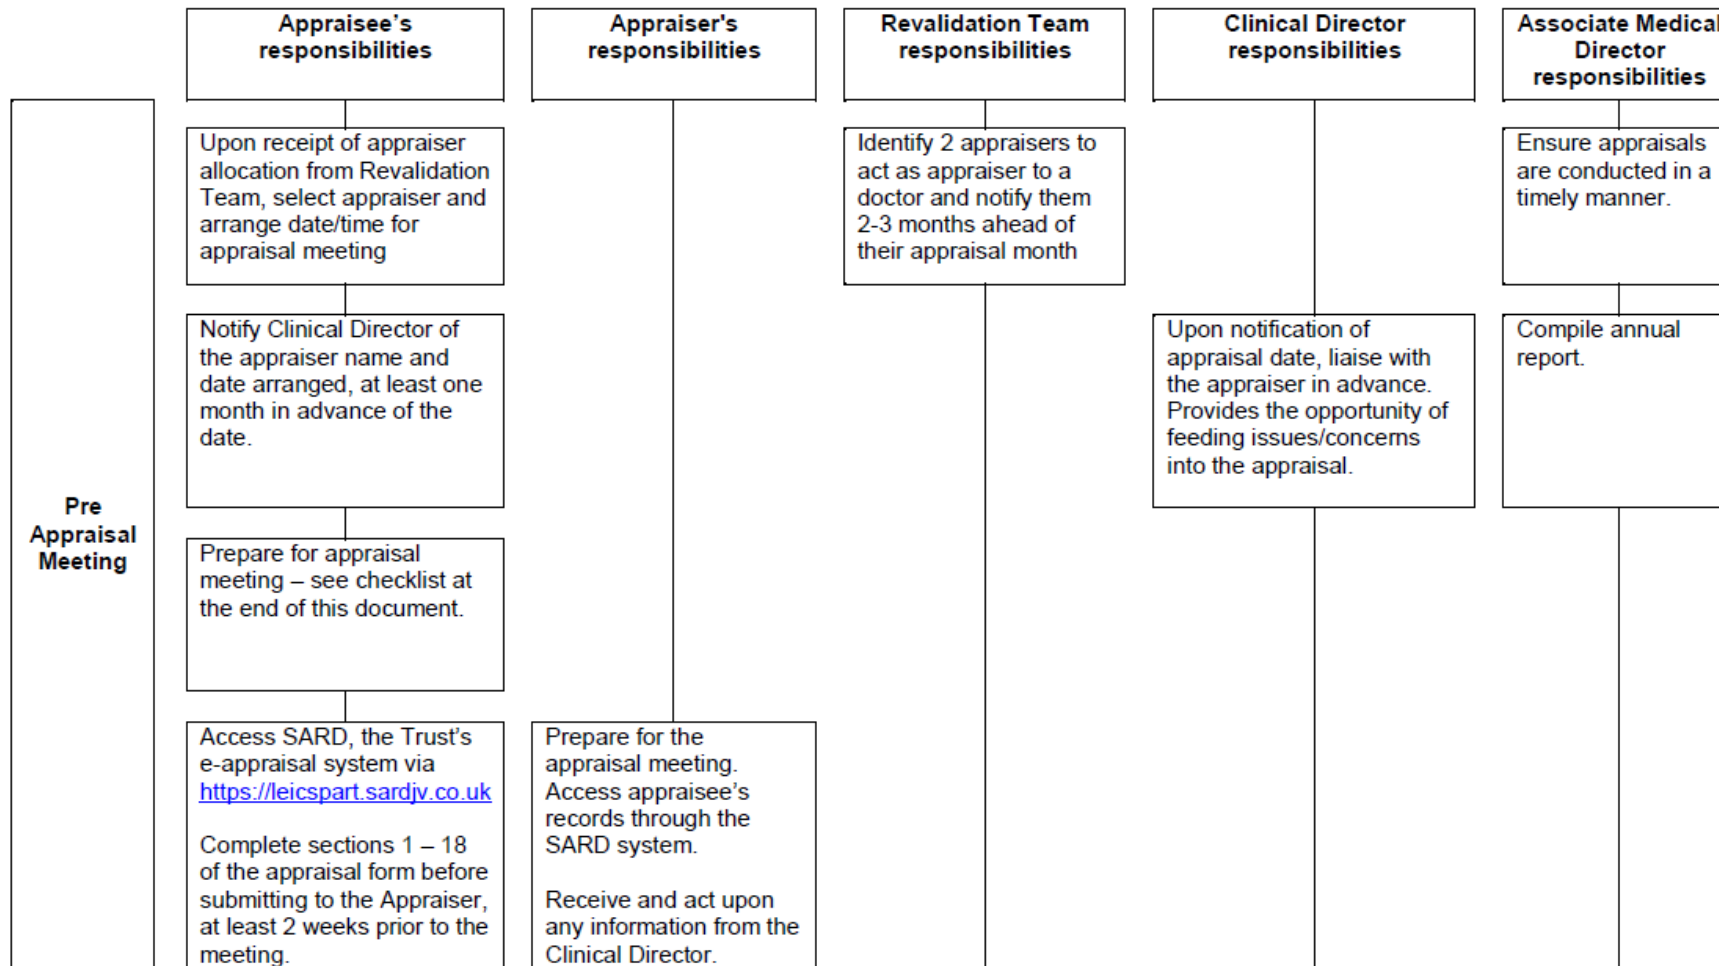 Appraisee’s
responsibilities
Appraiser's
responsibilities
Revalidation Team
responsibilities
Clinical Director
responsibilities
Associate Medical
Director
responsibilities
Pre
Appraisal
Meeting
Upon receipt of appraiser
allocation from Revalidation
Team, select appraiser and
arrange date/time for
appraisal meeting
Identify 2 appraisers to
act as appraiser to a
doctor and notify them
2-3 months ahead of
their appraisal month
Ensure appraisals
are conducted in a
timely manner.
Notify Clinical Director of
the appraiser name and
date arranged, at least one
month in advance of the
date.
Upon notification of
appraisal date, liaise with
the appraiser in advance.
Provides the opportunity of
feeding issues/concerns
into the appraisal.
Compile annual
report.
Prepare for appraisal
meeting – see checklist at
the end of this document.
Access SARD, the Trust’s
e-appraisal system via
https://leicspart.sardjv.co.uk
Complete sections 1 – 18
of the appraisal form before
submitting to the Appraiser,
at least 2 weeks prior to the
meeting.
Prepare for the
appraisal meeting.
Access appraisee’s
records through the
SARD system.
Receive and act upon
any information from the
Clinical Director.